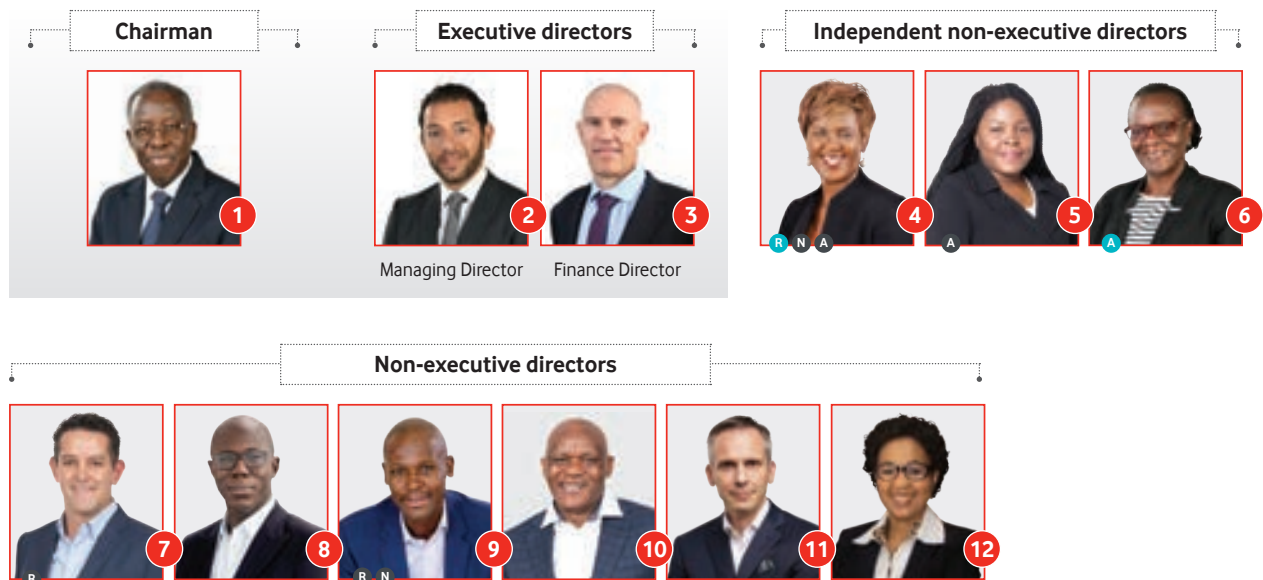 Chairman
Executive directors
Independent non-executive directors
1
2
3
4
5
6
R N A
A
A
Managing Director
Finance Director
Non-executive directors
7
8
9
10
11
12
R
R N